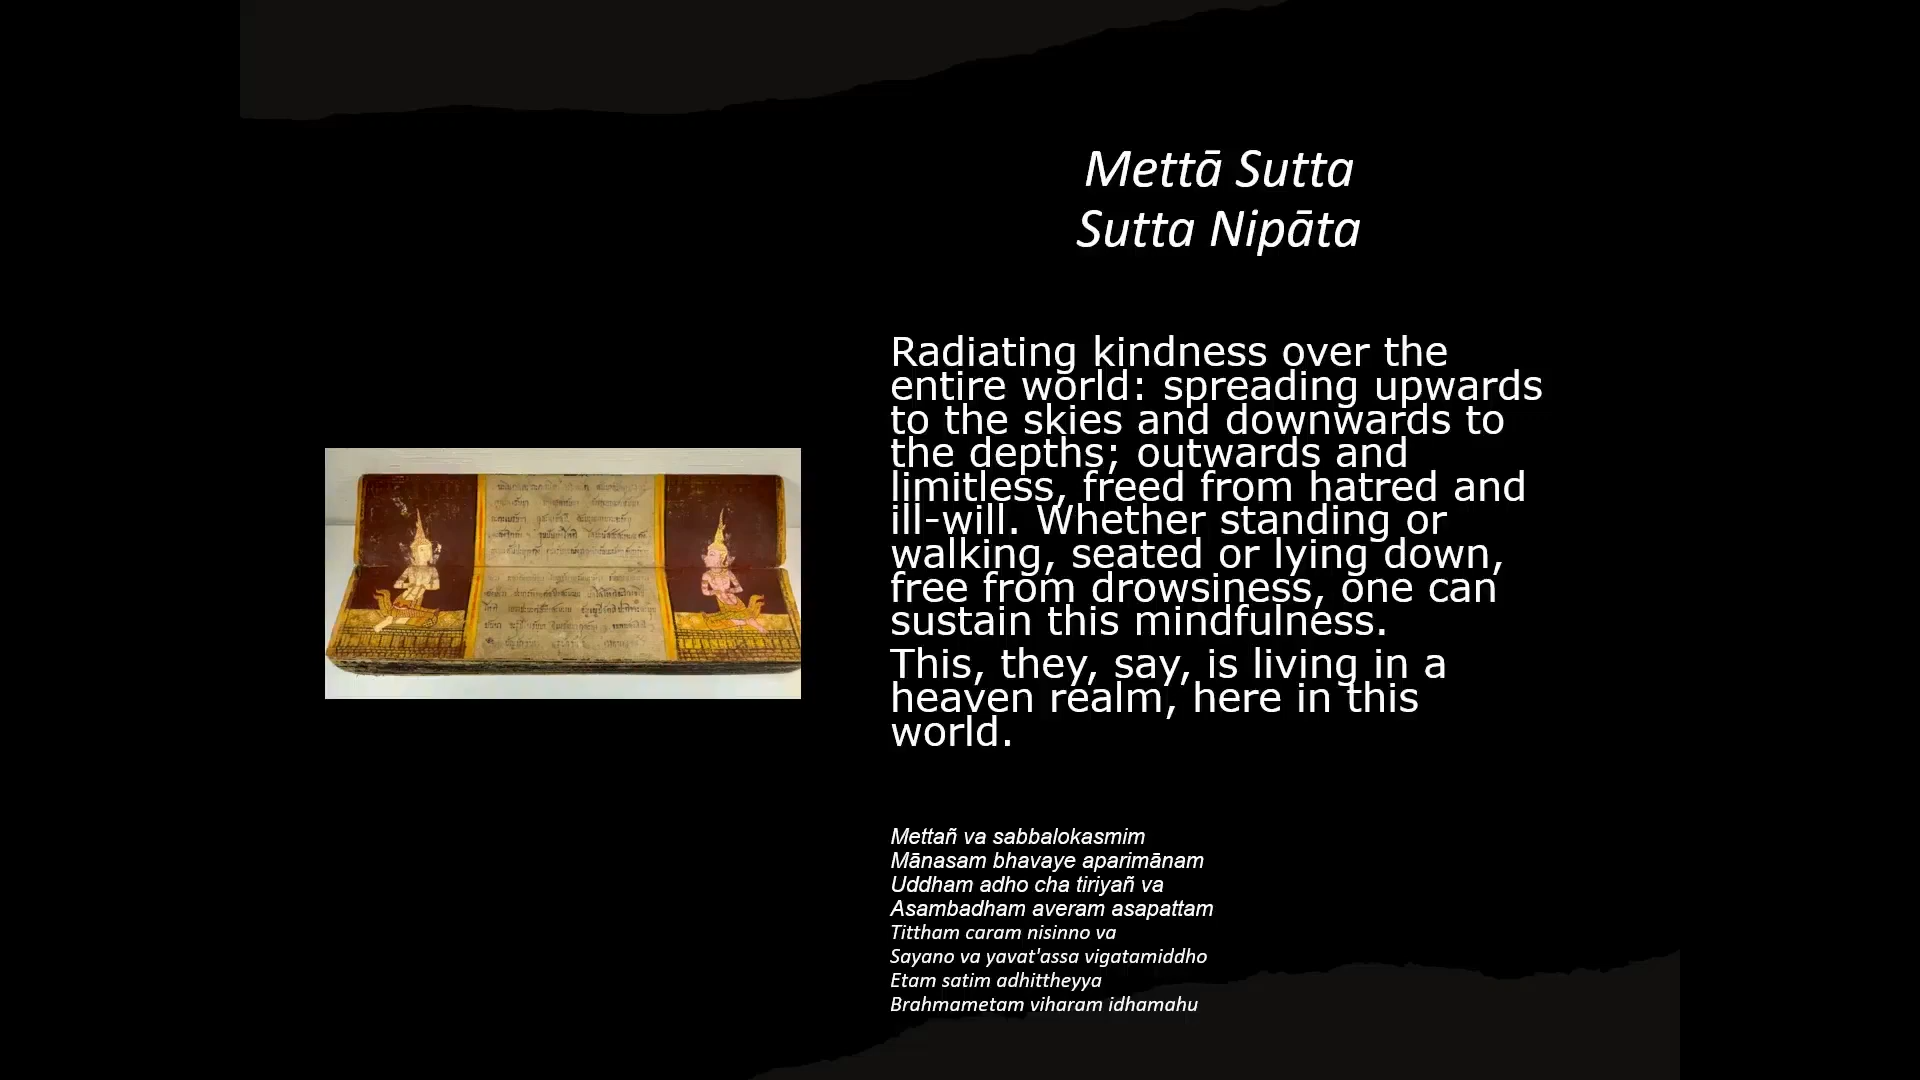 Mettā Sutta
Sutta Nipāta
Radiating kindness over the
entire world: spreading upwards
to the skies and downwards to
the depths; outwards and
limitless, freed from hatred and
ill-will. Whether standing or
walking, seated or lying down,
free from drowsiness, one can
sustain this mindfulness.
This, they, say, is living in a
heaven realm, here in this
world.
Mettañ va sabbalokasmim
Mānasam bhavaye aparimānam
Uddham adho cha tiriyañ va
Asambadham averam asapattam
Tittham caram nisinno va
Sayano va yavat'assa vigatamiddho
Etam satim adhittheyya
Brahmametam viharam idhamahu